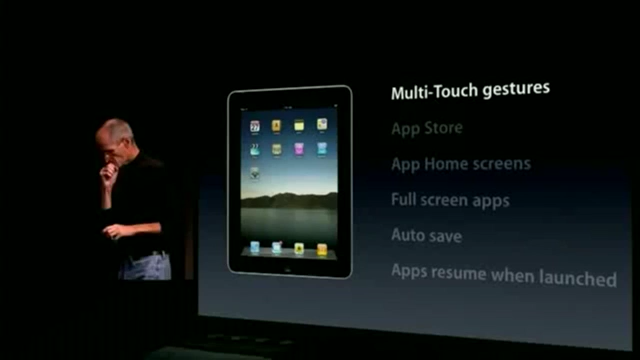 Multi-Touch gestures
App Store
App Home screens
Full screen apps
Auto save
Apps resume when launched